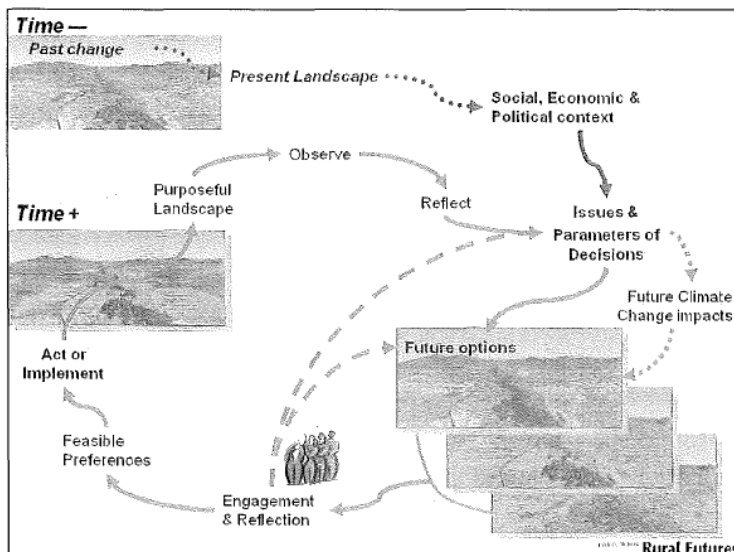 Time —
Past change
Present Landscape
Social, Economic &
Political context
Observe
Purposeful
Landscape
Reflect
Time +
Issues &
Parameters of
Decisions
Future Climate
Change impacts
Future options
Act or
Implement
Feasible
Preferences
Engagement
& Reflection
Rural Futures